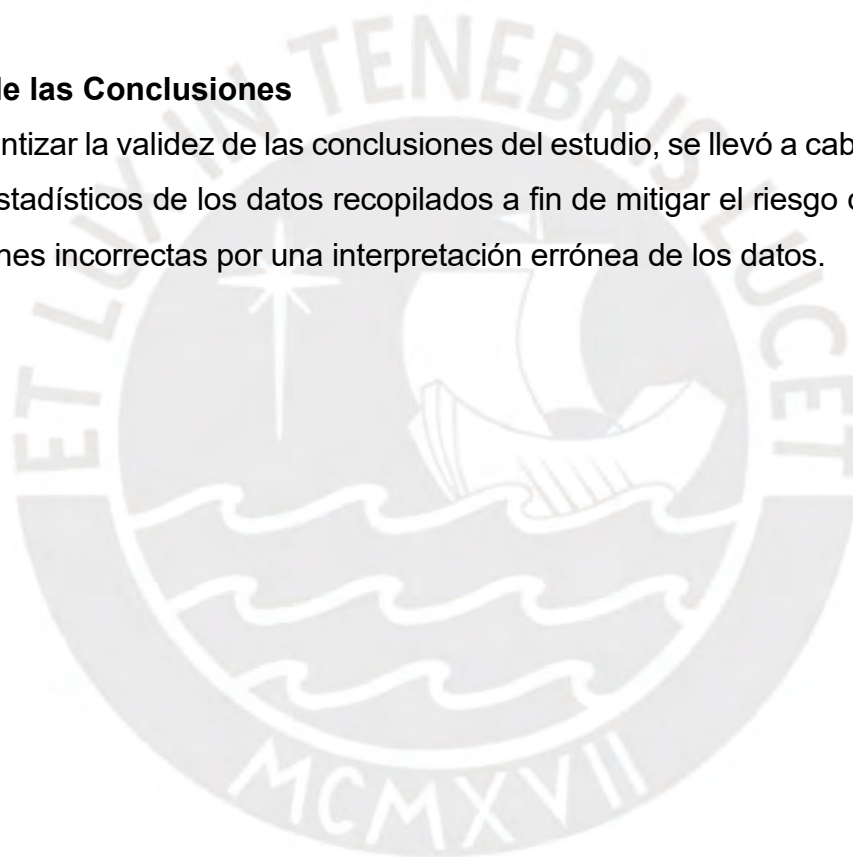 de las Conclusiones
ntizar la validez de las conclusiones del estudio, se llevó a cab
stadísticos de los datos recopilados a fin de mitigar el riesgo
nes incorrectas por una interpretación errónea de los datos.
ET LUX IN TENEBRIS LUCET
MCMXVII